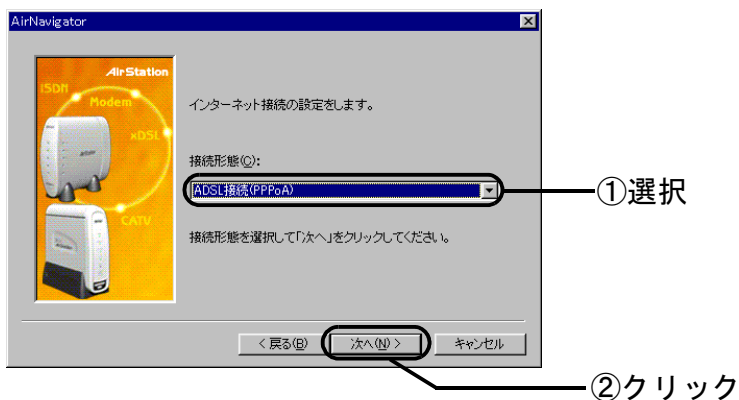 AirNavigator
AirStation
ISDN
Modem
xDSL
CATV
インターネット接続の設定をします。
接続形態(C):
ADSL接続(PPPoA)
①選択
接続形態を選択して「次へ」をクリックしてください。
< 戻る(B)
次へ(N) >
キャンセル
②クリック